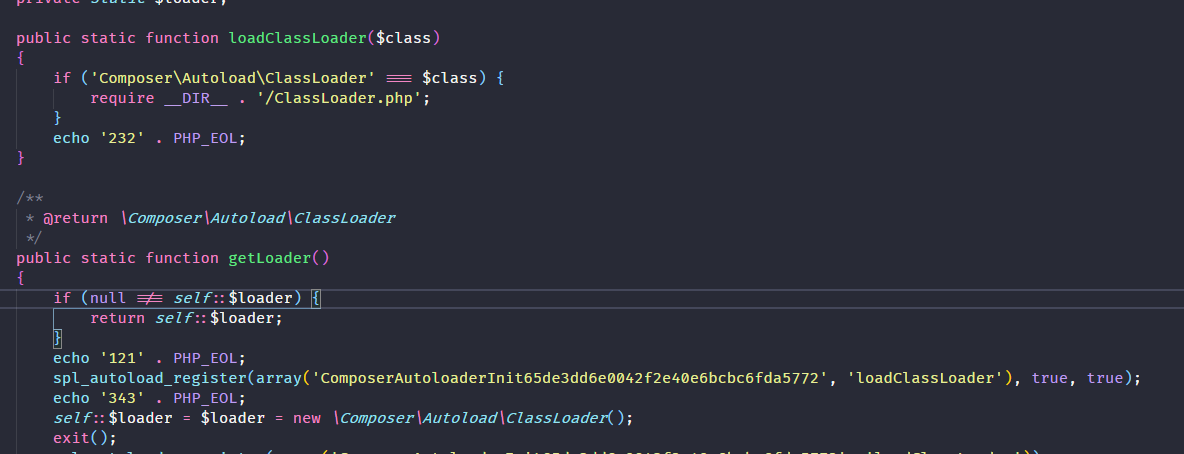 private static $loader;
public static function loadClassLoader($class)
{
if ('Composer\Autoload\ClassLoader' === $class) {
require __DIR__ . '/ClassLoader.php';
}
echo '232' . PHP_EOL;
}
/**
* @return \Composer\Autoload\ClassLoader
*/
public static function getLoader()
{
if (null !== self::$loader) {
return self::$loader;
}
echo '121' . PHP_EOL;
spl_autoload_register(array('ComposerAutoloaderInit65de3dd6e0042f2e40e6bcbc6fda5772', 'loadClassLoader'), true, true);
echo '343' . PHP_EOL;
self::$loader = $loader = new \Composer\Autoload\ClassLoader();
exit();